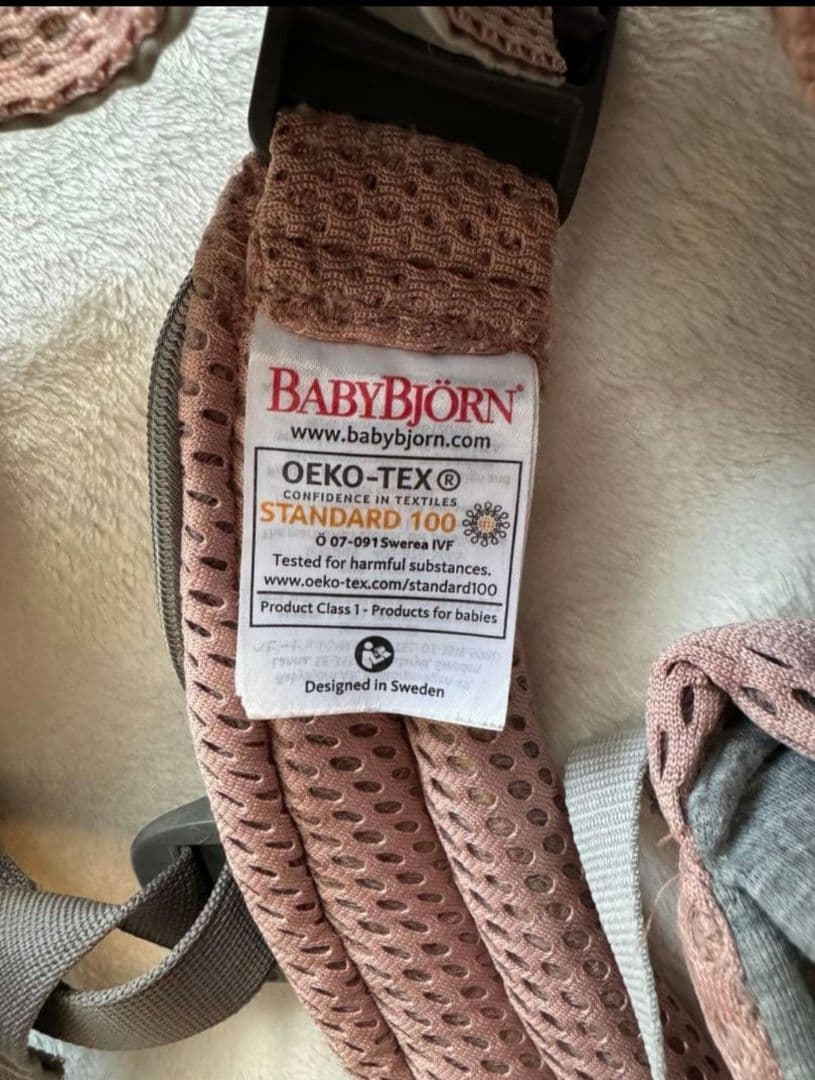 BABYBJÖRN®
www.babybjorn.com
OEKO-TEX®
CONFIDENCE IN TEXTILES
STANDARD 100
Ö 07-091 Swerea IVF
Tested for harmful substances.
www.oeko-tex.com/standard100
Product Class 1 - Products for babies
Designed in Sweden